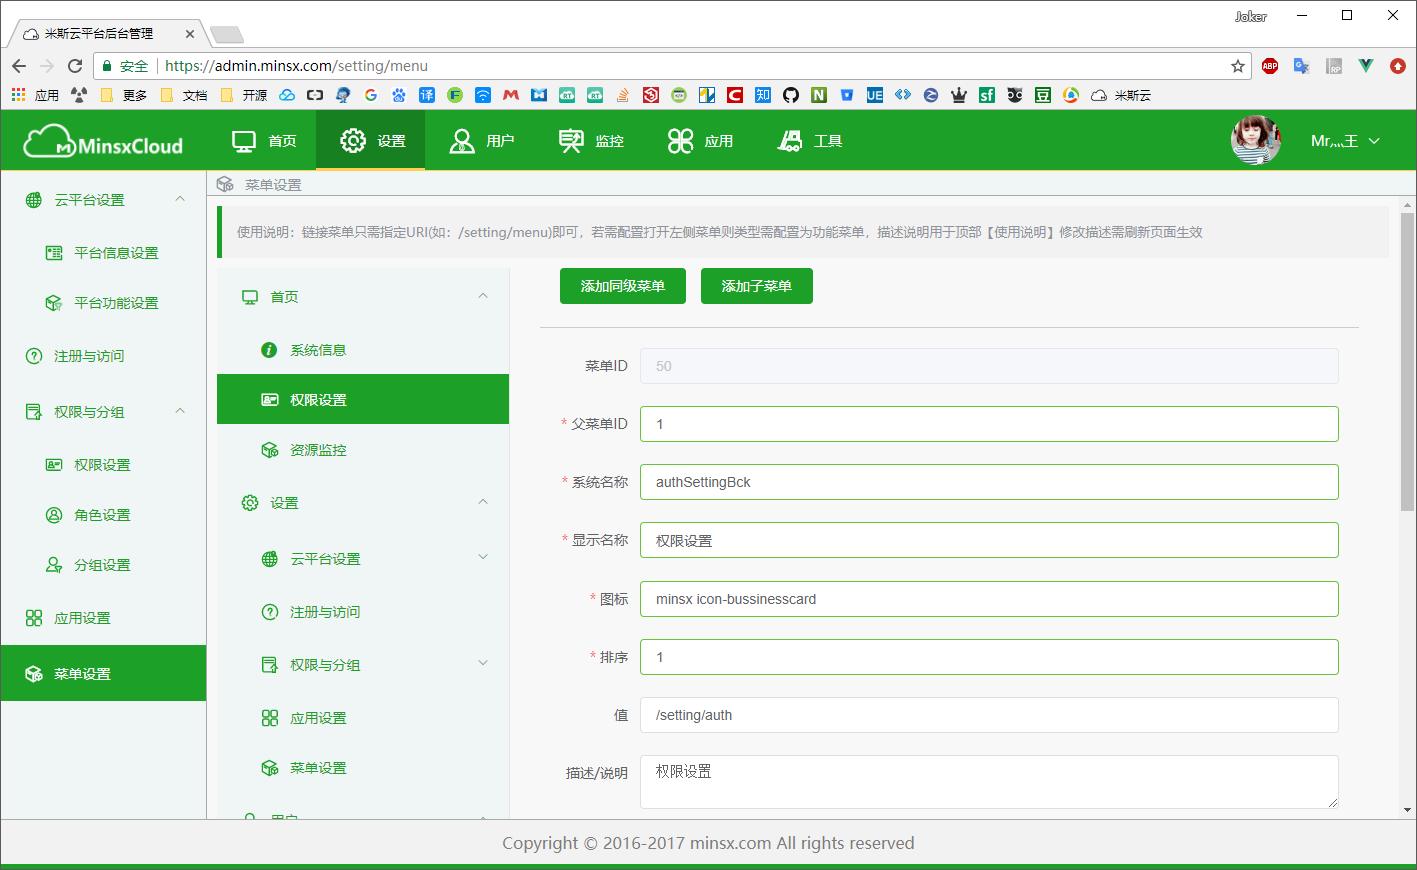 Joker
米斯云平台后台管理
安全 https://admin.minsx.com/setting/menu
应用 更多 文档 开源 米斯云
MinsxCloud 首页 设置 用户 监控 应用 工具
云平台设置
平台信息设置
平台功能设置
注册与访问
权限与分组
权限设置
角色设置
分组设置
应用设置
菜单设置
菜单设置
使用说明：链接菜单只需指定URI(如：/setting/menu)即可，若需配置打开左侧菜单则类型需配置为功能菜单，描述说明用于顶部【使用说明】修改描述需刷新页面生效
首页
系统信息
权限设置
资源监控
设置
云平台设置
注册与访问
权限与分组
应用设置
菜单设置
添加同级菜单 添加子菜单
菜单ID 50
* 父菜单ID 1
* 系统名称 authSettingBck
* 显示名称 权限设置
* 图标 minsx icon-bussinesscard
* 排序 1
值 /setting/auth
描述/说明 权限设置
Copyright © 2016-2017 minsx.com All rights reserved